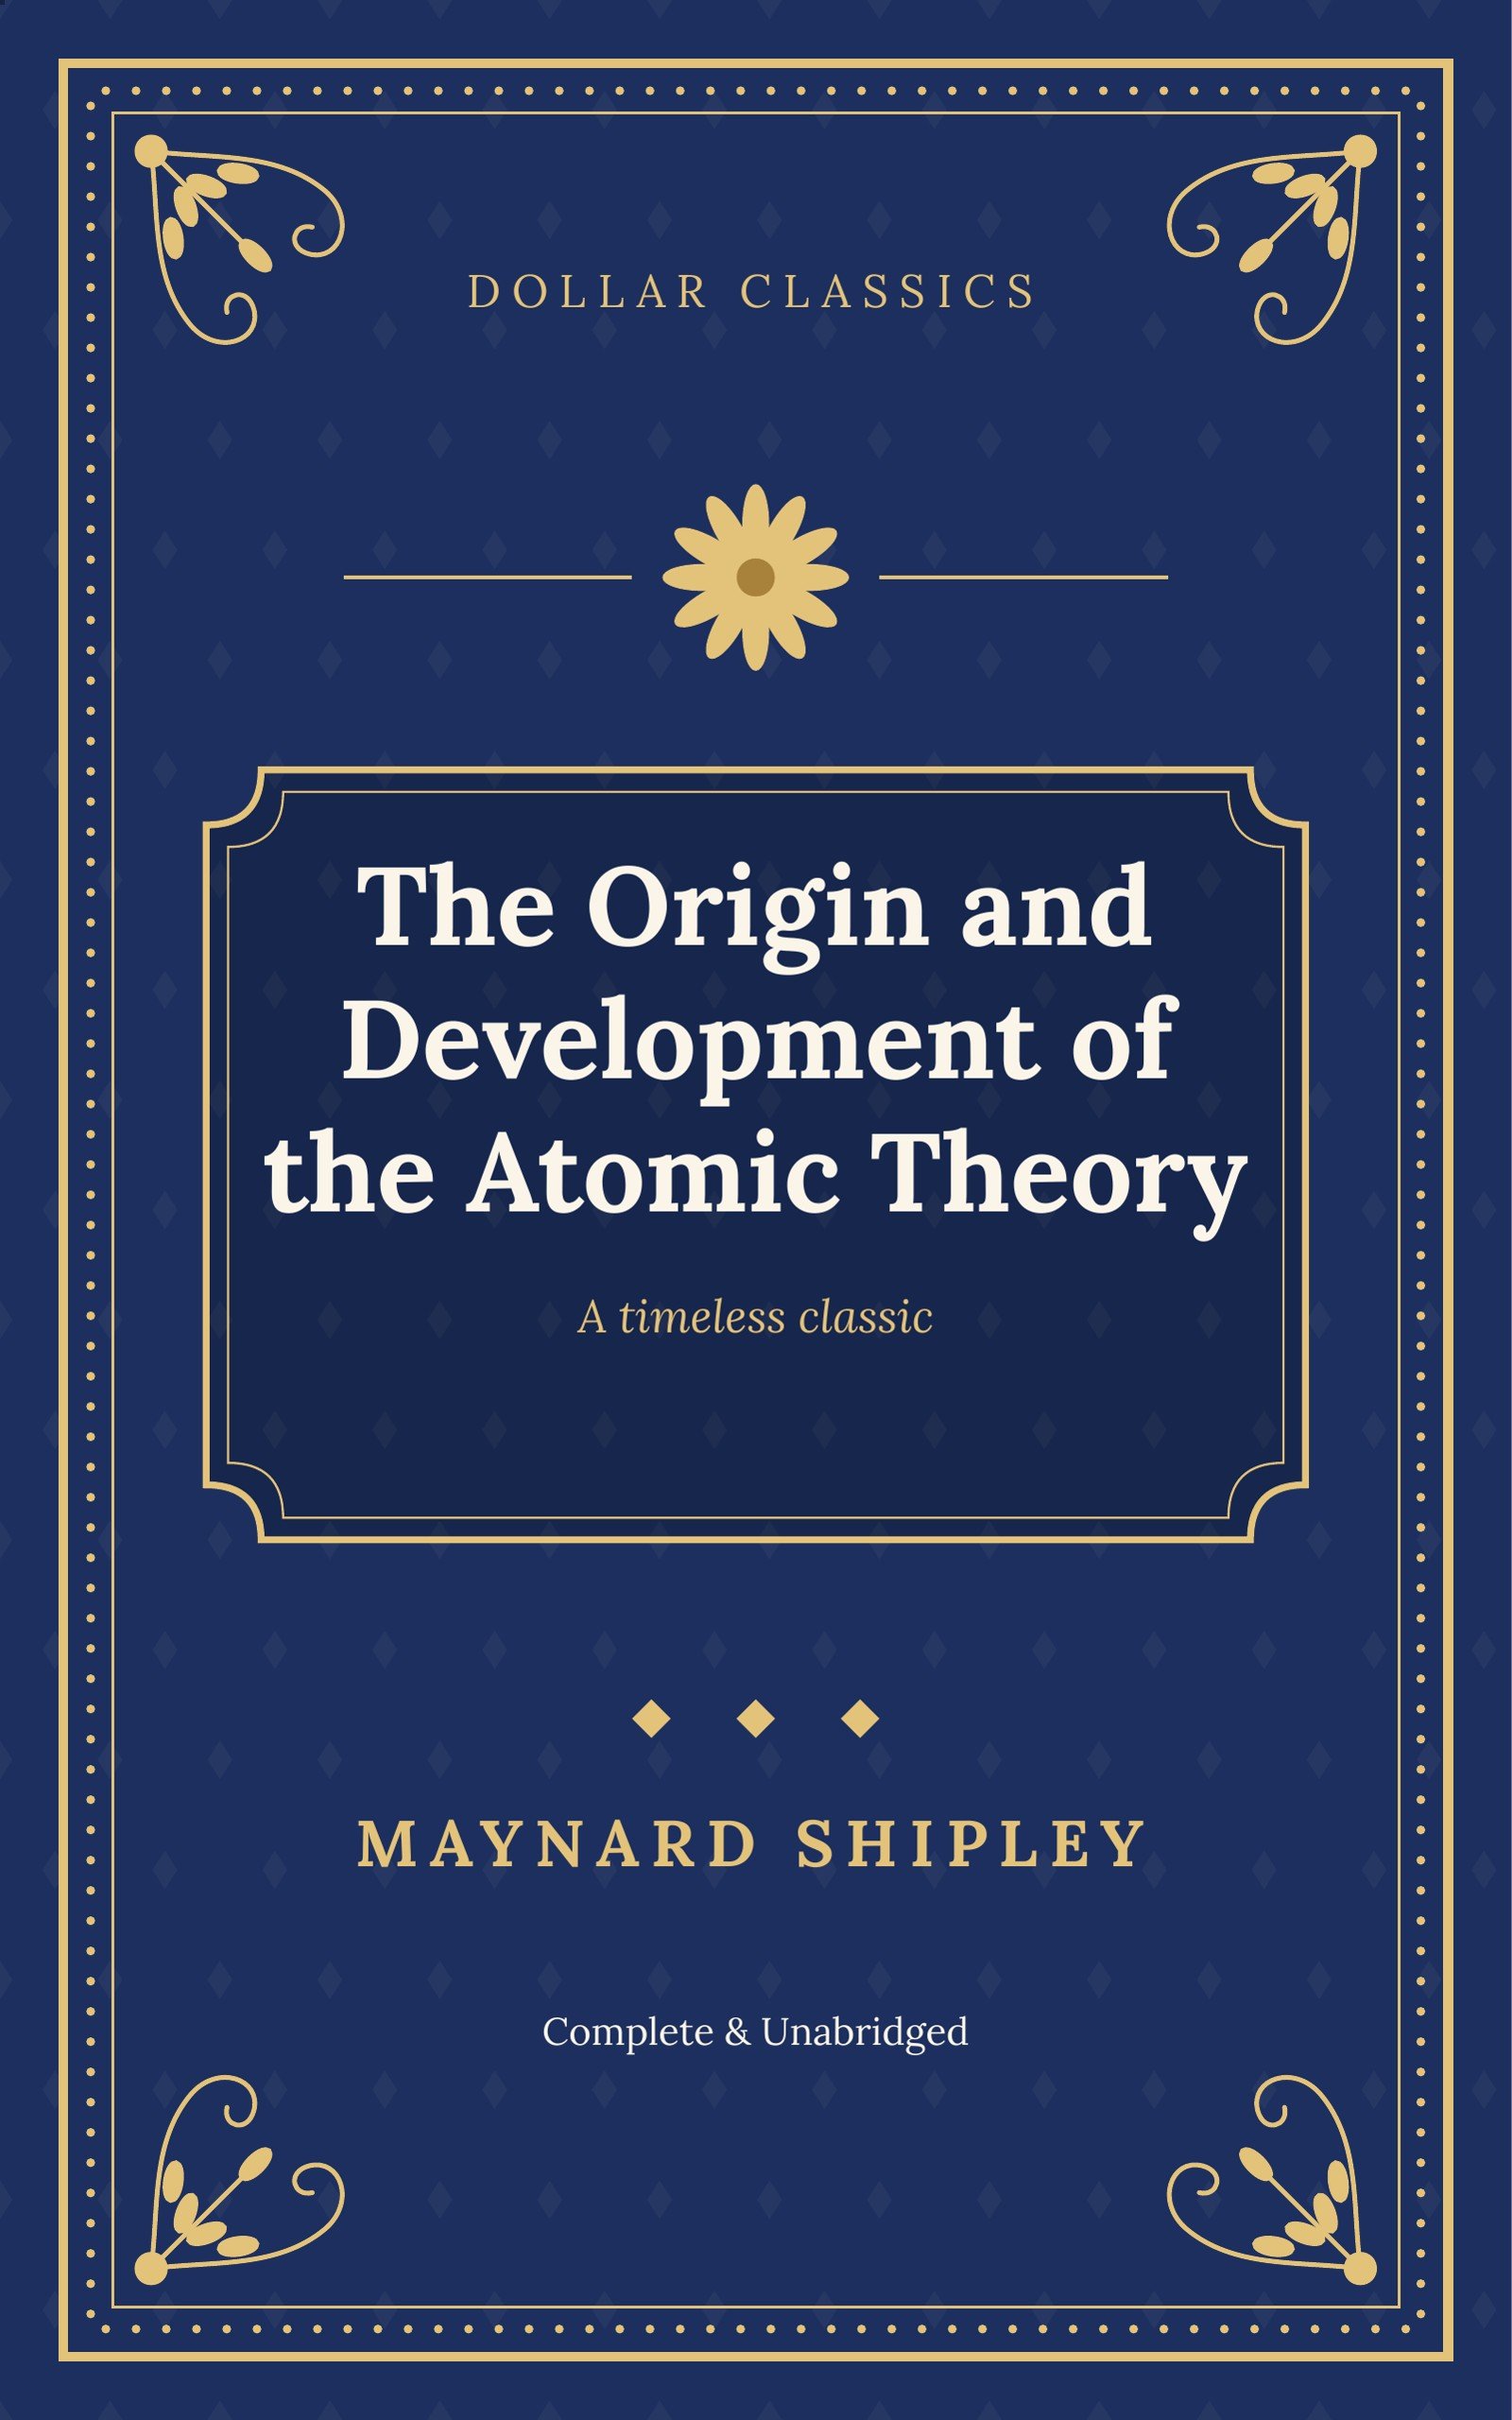 DOLLAR CLASSICS
The Origin and
Development of
the Atomic Theory
A timeless classic
MAYNARD SHIPLEY
Complete & Unabridged